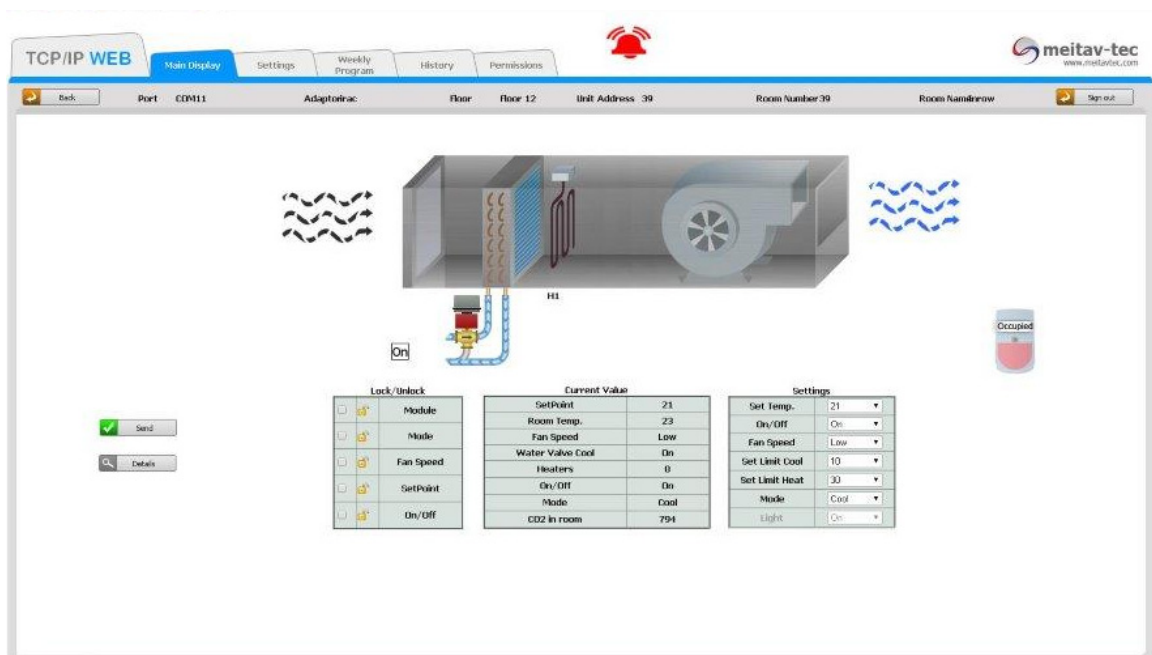 TCP/IP WEB
Main Display
Settings
Weekly
Program
History
Permissions
meitav-tec
www.meitavtec.com
Back Port COM11 Adaptorirac Floor Floor 12 Unit Address 39 Room Number 39 Room Name Sign out
H1
Occupied
On
Lock/Unlock
Module
Mode
Fan Speed
SetPoint
On/Off
Send
Details
Current Value
SetPoint 21
Room Temp. 23
Fan Speed Low
Water Valve Cool On
Heaters 0
On/Off On
Mode Cool
CO2 in room 794
Settings
Set Temp. 21
On/Off On
Fan Speed Low
Set Limit Cool 10
Set Limit Heat 30
Mode Cool
Light On